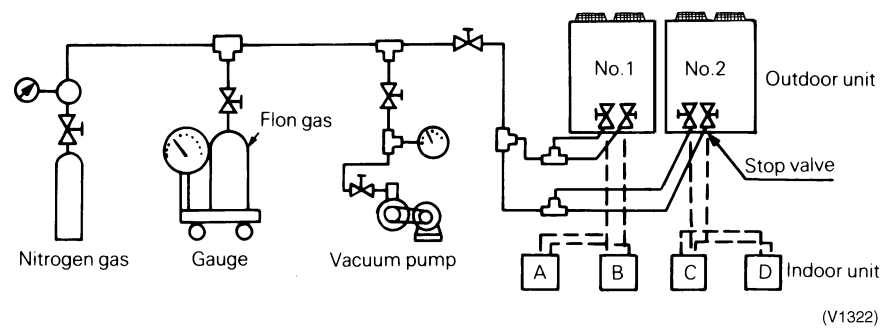 No.1
No.2
Outdoor unit
Flon gas
Stop valve
Nitrogen gas
Gauge
Vacuum pump
A
B
C
D
Indoor unit
(V1322)